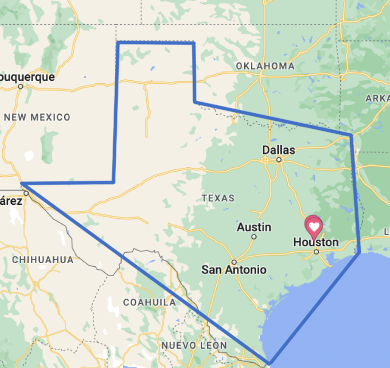 OKLAHOMA
buquerque
ARKA
NEW MEXICO
Dallas
TEXAS
árez
Austin
Houston
L
CHIHUAHUA
San Antonio
COAHUILA
NUEVO LEON